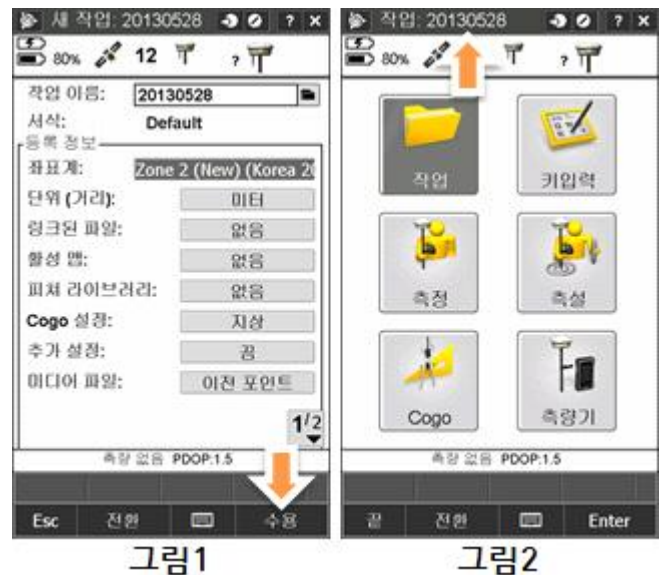 새 작업: 20130528 ? ×
80% 12 ?
작업 이름: 20130528
서식: Default
등록 정보
좌표계: Zone 2 (New) (Korea 20
단위 (거리): 미터
링크된 파일: 없음
활성 맵: 없음
피쳐 라이브러리: 없음
Cogo 설정: 지상
추가 설정: 끔
미디어 파일: 이전 포인트
1/2
측량 없음 PDOP:1.5
Esc 전환 수용
그림1
작업: 20130528 ? ×
80% ?
작업 키입력
측정 측설
Cogo 측량기
측량 없음 PDOP:1.5
끝 전환 Enter
그림2